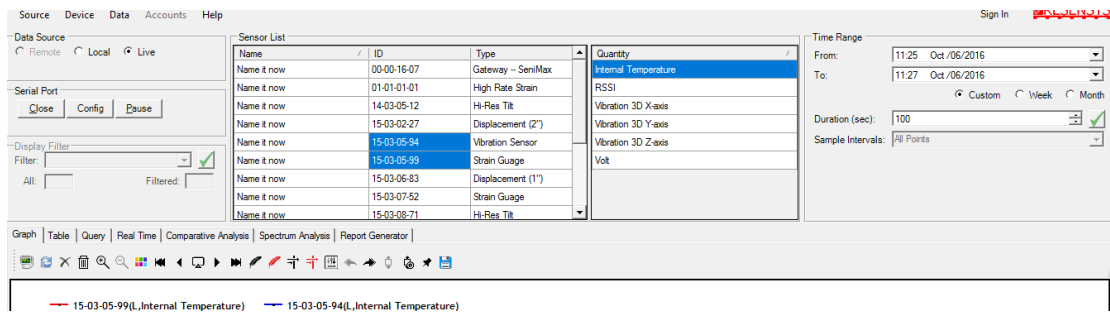 Source Device Data Accounts Help Sign In RESENSYS
Data Source
Remote Local Live
Serial Port
Close Config Pause
Display Filter
Filter:
All: Filtered:
Sensor List
Name / ID Type
Name it now 00-00-16-07 Gateway -- SeniMax
Name it now 01-01-01-01 High Rate Strain
Name it now 14-03-05-12 Hi-Res Tilt
Name it now 15-03-02-27 Displacement (2")
Name it now 15-03-05-94 Vibration Sensor
Name it now 15-03-05-99 Strain Guage
Name it now 15-03-06-83 Displacement (1")
Name it now 15-03-07-52 Strain Guage
Name it now 15-03-08-71 Hi-Res Tilt
Quantity /
Internal Temperature
RSSI
Vibration 3D X-axis
Vibration 3D Y-axis
Vibration 3D Z-axis
Volt
Time Range
From: 11:25 Oct /06/2016
To: 11:27 Oct /06/2016
Custom Week Month
Duration (sec): 100
Sample Intervals: All Points
Graph Table Query Real Time Comparative Analysis Spectrum Analysis Report Generator
15-03-05-99(L,Internal Temperature) 15-03-05-94(L,Internal Temperature)